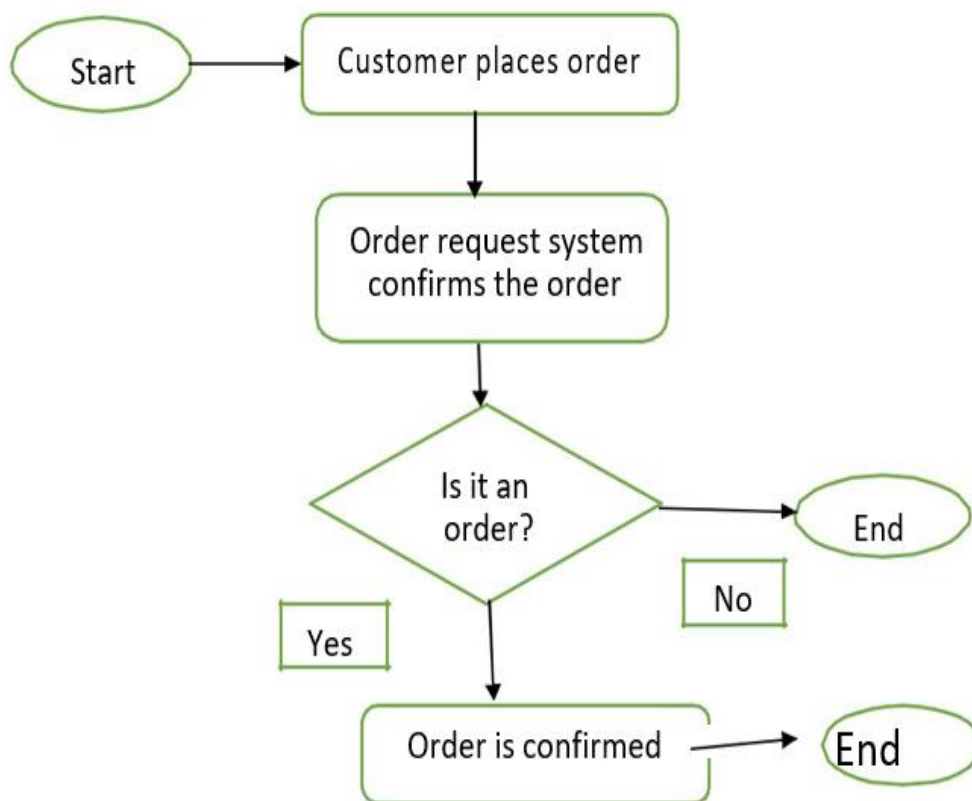 Start
Customer places order
Order request system
confirms the order
Is it an
order?
End
No
Yes
Order is confirmed
End